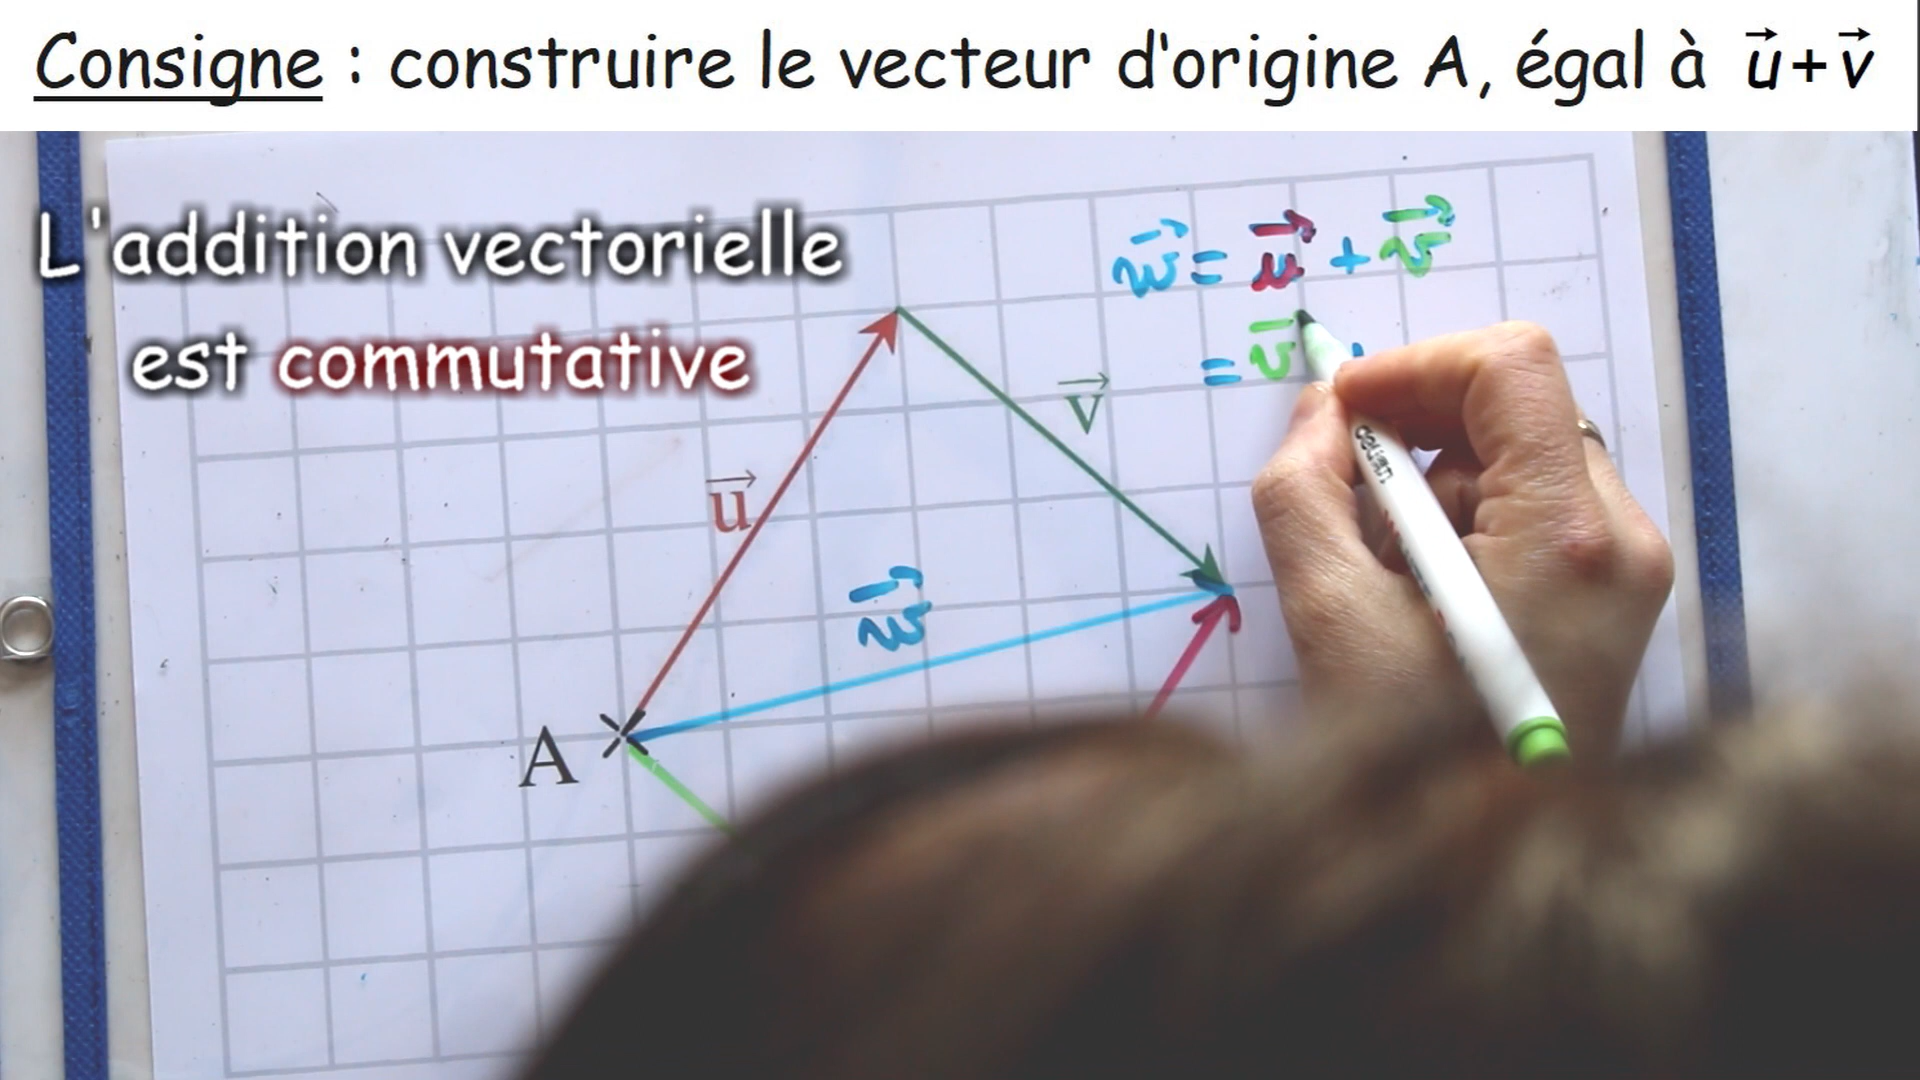 Consigne : construire le vecteur d'origine A, égal à u⃗+v⃗
L'addition vectorielle
est commutative
w⃗ = u⃗ + v⃗
= v⃗
v⃗
u⃗
w⃗
A